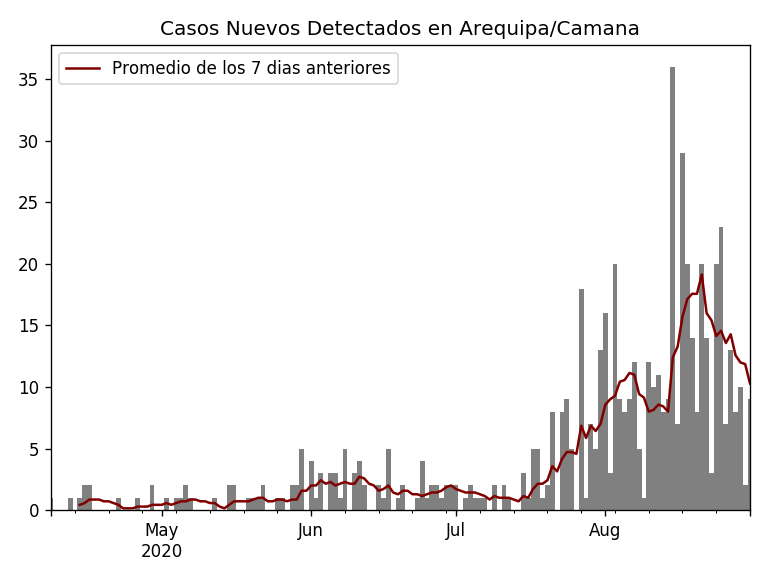 Casos Nuevos Detectados en Arequipa/Camana
Promedio de los 7 dias anteriores
35
30
25
20
15
10
5
0
May
2020
Jun
Jul
Aug